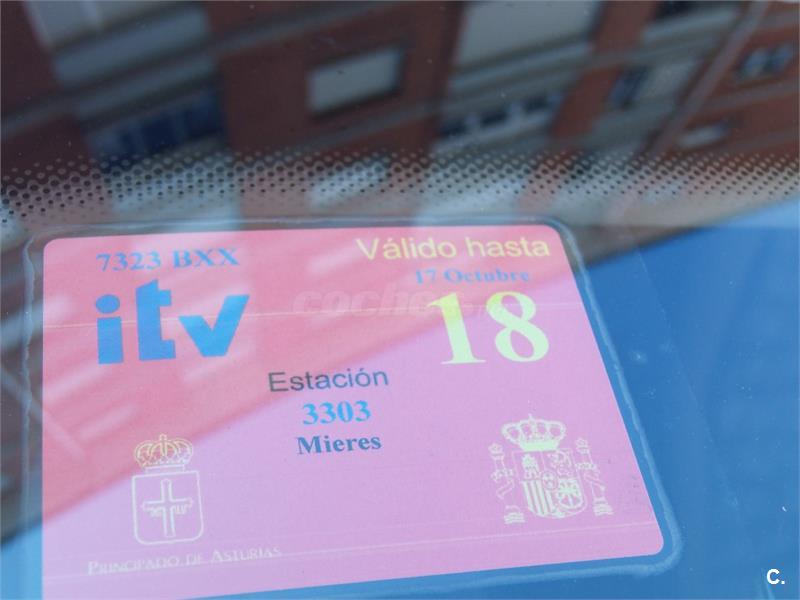 7323 BXX
Válido hasta
17 Octubre
itv
18
Estación
3303
Mieres
PRINCIPADO DE ASTURIAS
C.